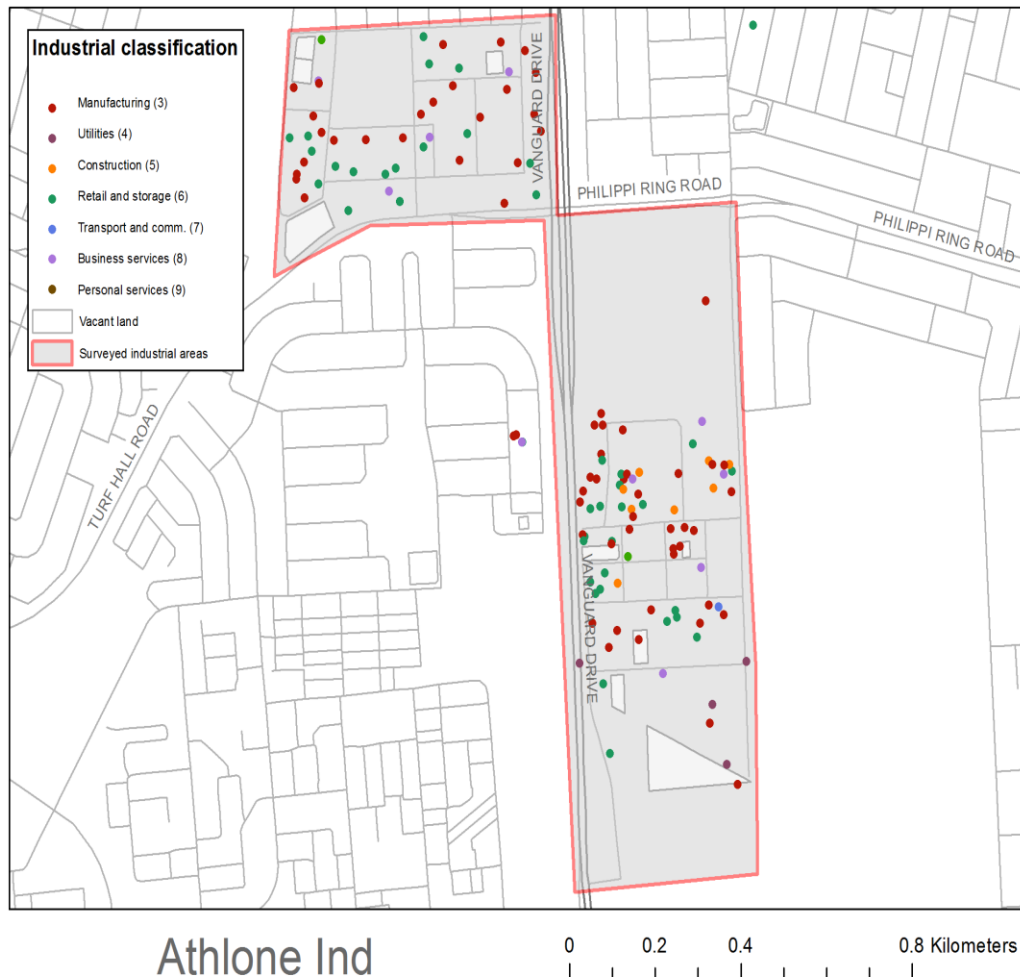 Industrial classification
Manufacturing (3)
Utilities (4)
Construction (5)
Retail and storage (6)
Transport and comm. (7)
Business services (8)
Personal services (9)
Vacant land
Surveyed industrial areas
VANGUARD DRIVE
PHILIPPI RING ROAD
PHILIPPI RING ROAD
TURF HALL ROAD
VANGUARD DRIVE
Athlone Ind
0 0.2 0.4 0.8 Kilometers